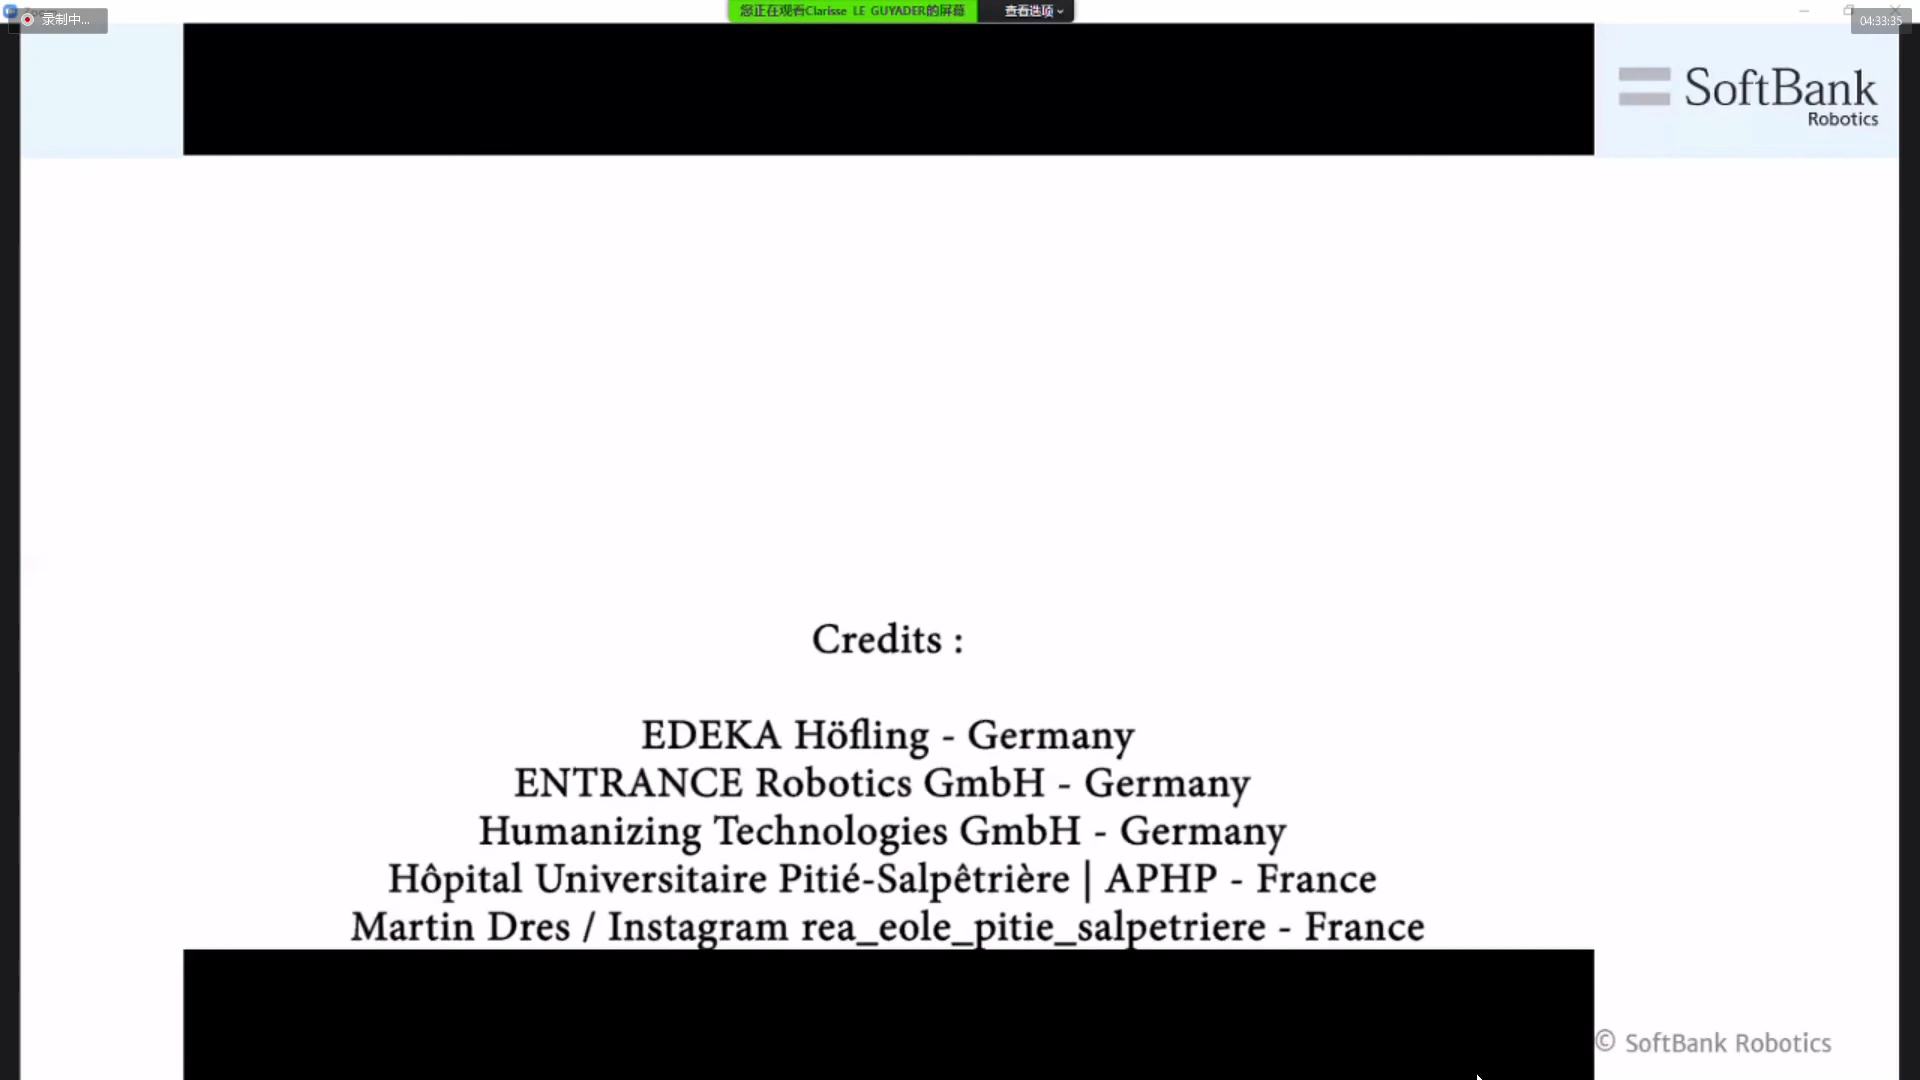 录制中...
您正在观看Clarisse LE GUYADER的屏幕
查看选项
04:33:35
SoftBank
Robotics
Credits :
EDEKA Höfling - Germany
ENTRANCE Robotics GmbH - Germany
Humanizing Technologies GmbH - Germany
Hôpital Universitaire Pitié-Salpêtrière | APHP - France
Martin Dres / Instagram rea_eole_pitie_salpetriere - France
© SoftBank Robotics